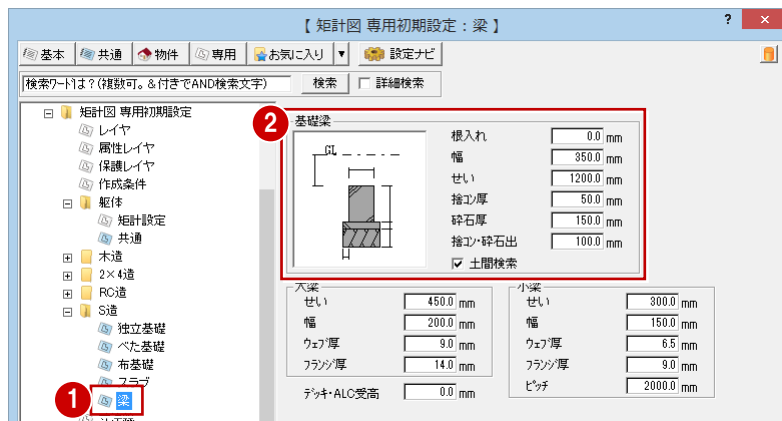 【 矩計図 専用初期設定：梁 】
? ×
基本 共通 物件 専用 お気に入り ▼ 設定ナビ
検索ワードは？(複数可。＆付きでAND検索文字) 検索 詳細検索
矩計図 専用初期設定
レイヤ
属性レイヤ
保護レイヤ
作成条件
躯体
矩計設定
共通
木造
2×4造
RC造
S造
独立基礎
べた基礎
布基礎
スラブ
1 梁
2 基礎梁
GL
根入れ 0.0 mm
幅 350.0 mm
せい 1200.0 mm
捨コン厚 50.0 mm
砕石厚 150.0 mm
捨コン・砕石出 100.0 mm
土間検索
大梁
せい 450.0 mm
幅 200.0 mm
ウェブ厚 9.0 mm
フランジ厚 14.0 mm
デッキ・ALC受高 0.0 mm
小梁
せい 300.0 mm
幅 150.0 mm
ウェブ厚 6.5 mm
フランジ厚 9.0 mm
ピッチ 2000.0 mm